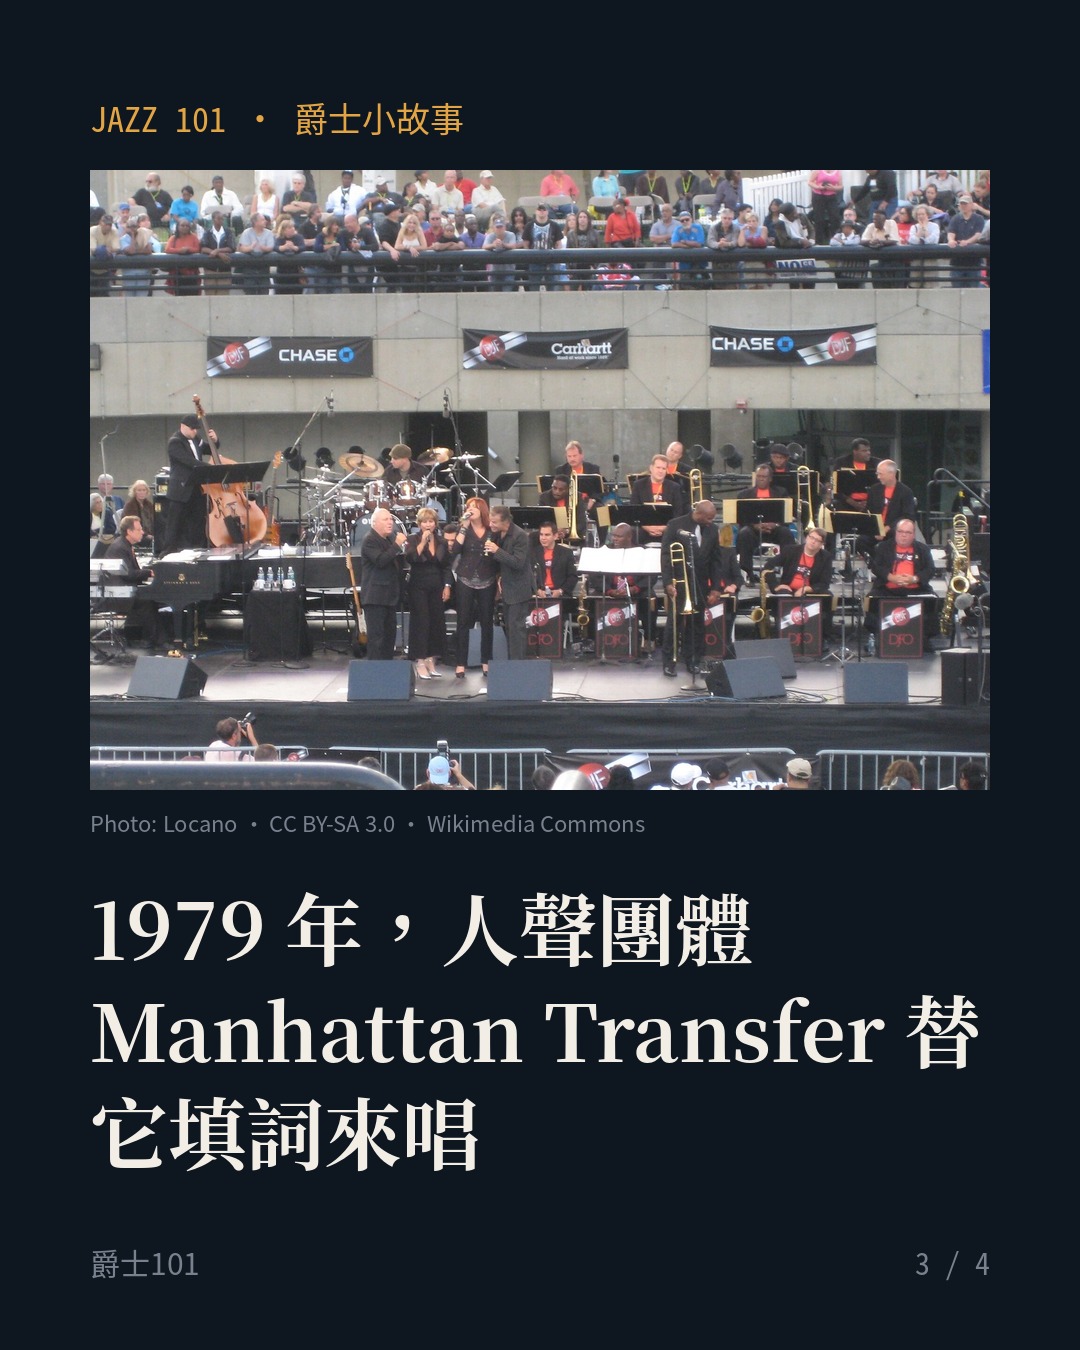 JAZZ 101 · 爵士小故事
NO
CHASE
Carhartt
CHASE
Photo: Locano · CC BY-SA 3.0 · Wikimedia Commons
1979 年，人聲團體
Manhattan Transfer 替
它填詞來唱
爵士101
3 / 4